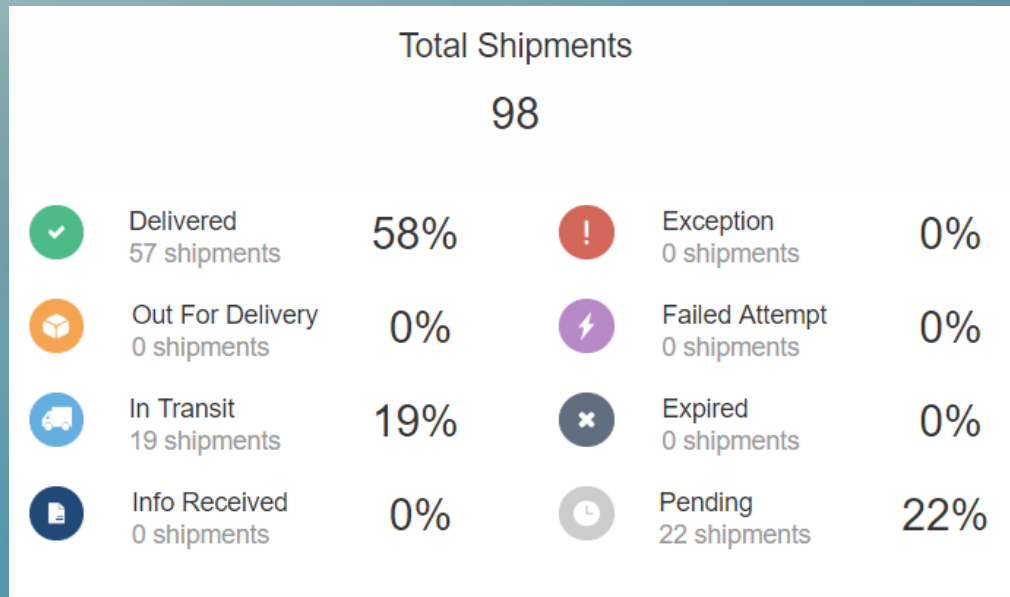 Total Shipments
98
Delivered
57 shipments
58%
Exception
0 shipments
0%
Out For Delivery
0 shipments
0%
Failed Attempt
0 shipments
0%
In Transit
19 shipments
19%
Expired
0 shipments
0%
Info Received
0 shipments
0%
Pending
22 shipments
22%